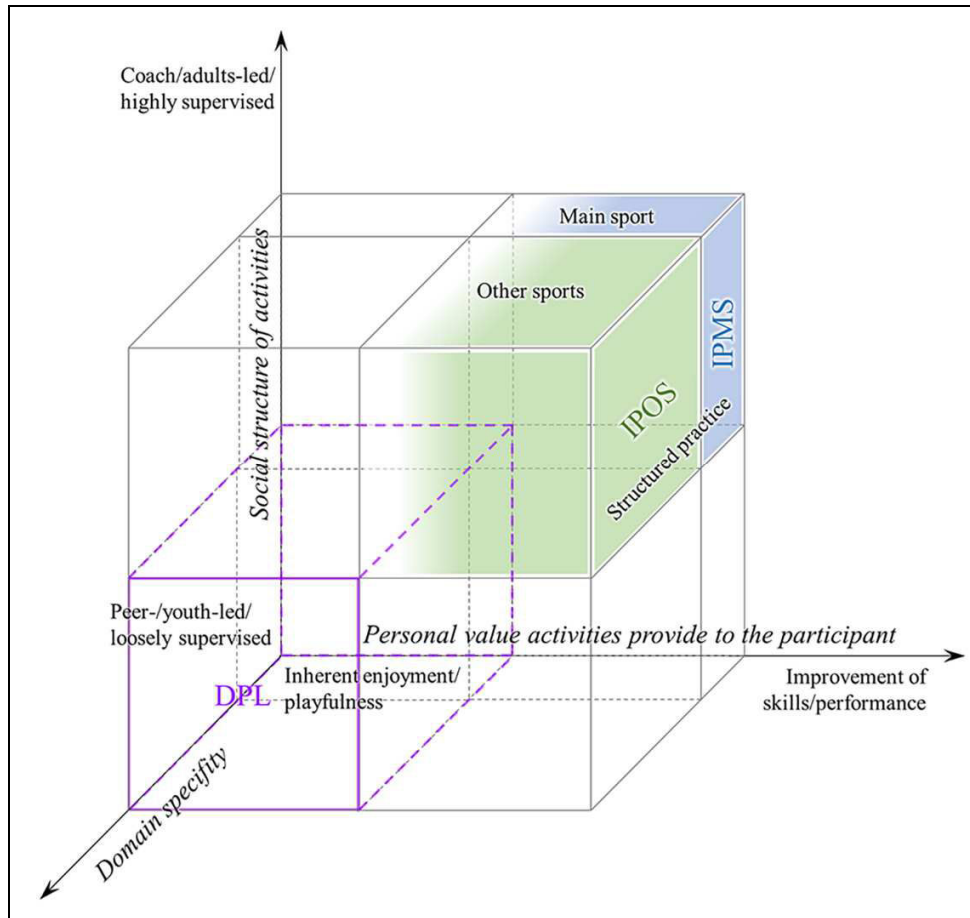 Coach/adults-led/
highly supervised
Main sport
Other sports
Social structure of activities
IPMS
IPOS
Structured practice
Peer-/youth-led/
loosely supervised
Personal value activities provide to the participant
Inherent enjoyment/
playfulness
Improvement of
skills/performance
DPL
Domain specifity